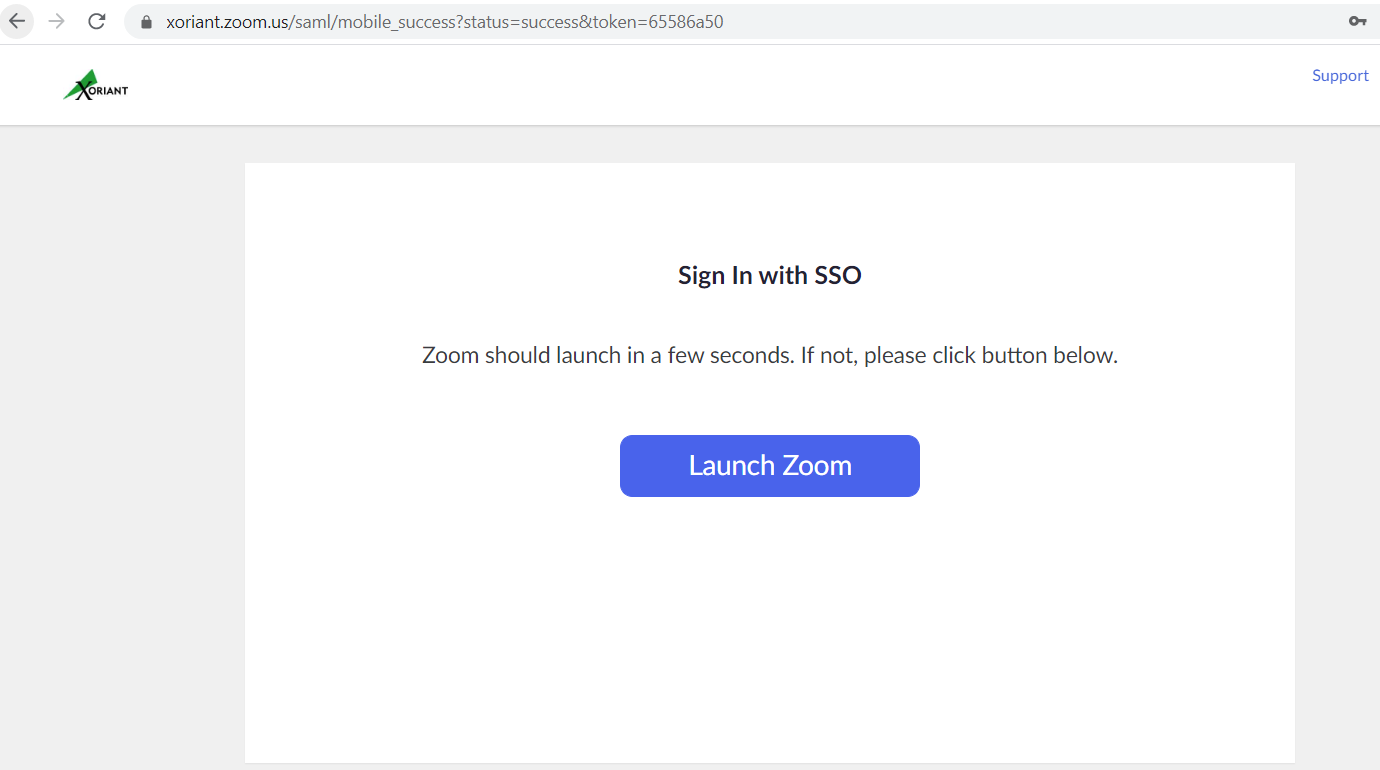 xoriant.zoom.us/saml/mobile_success?status=success&token=65586a50
XORIANT
Support
Sign In with SSO
Zoom should launch in a few seconds. If not, please click button below.
Launch Zoom